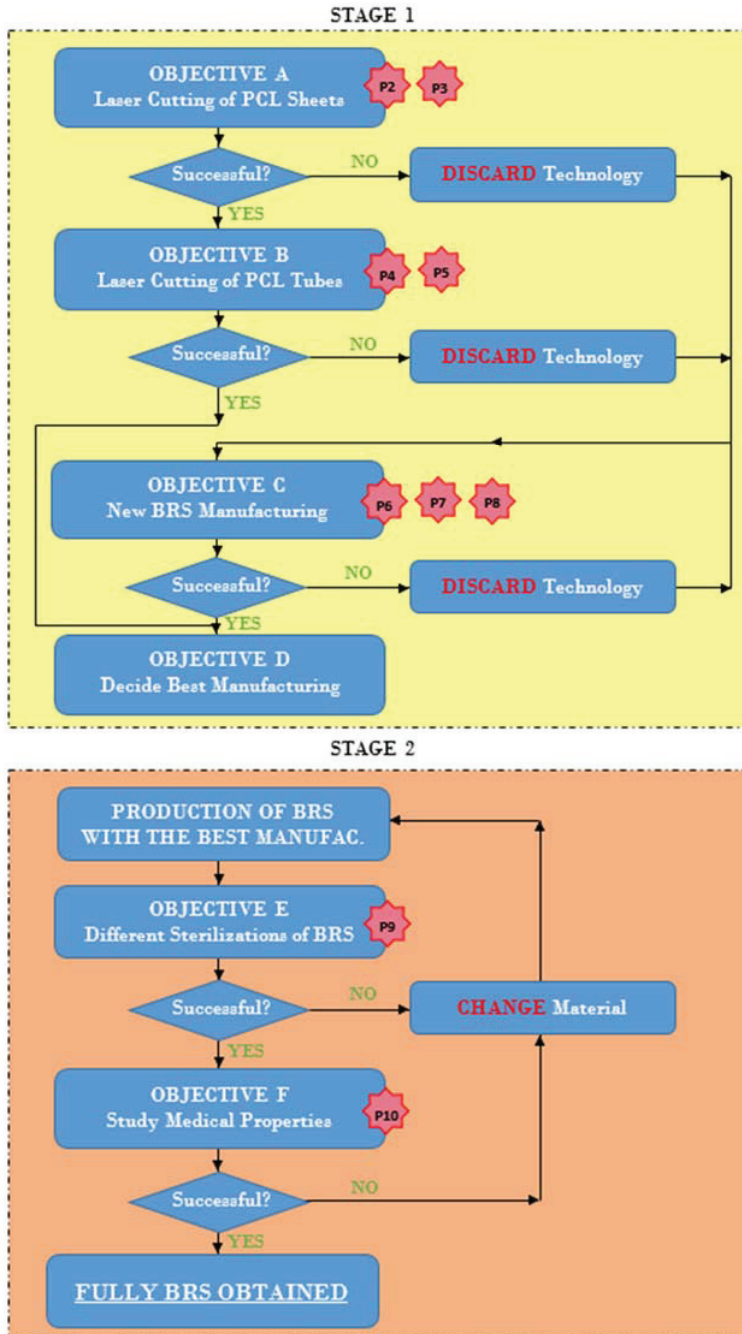 STAGE 1
OBJECTIVE A
Laser Cutting of PCL Sheets
P2
P3
Successful?
NO
DISCARD Technology
YES
OBJECTIVE B
Laser Cutting of PCL Tubes
P4
P5
Successful?
NO
DISCARD Technology
YES
OBJECTIVE C
New BRS Manufacturing
P6
P7
P8
Successful?
NO
DISCARD Technology
YES
OBJECTIVE D
Decide Best Manufacturing
STAGE 2
PRODUCTION OF BRS
WITH THE BEST MANUFAC.
OBJECTIVE E
Different Sterilizations of BRS
P9
Successful?
NO
CHANGE Material
YES
OBJECTIVE F
Study Medical Properties
P10
Successful?
NO
YES
FULLY BRS OBTAINED